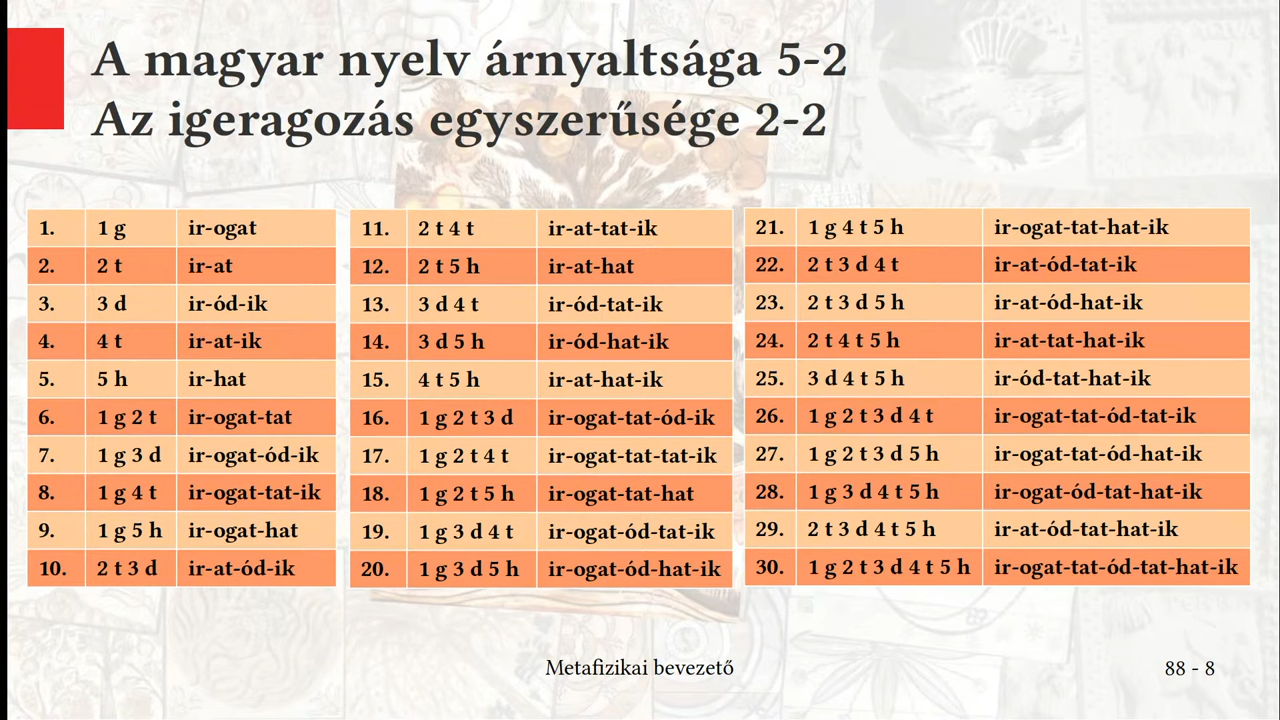 A magyar nyelv árnyaltsága 5-2
Az igeragozás egyszerűsége 2-2
1. 1 g ir-ogat
2. 2 t ir-at
3. 3 d ir-ód-ik
4. 4 t ir-at-ik
5. 5 h ir-hat
6. 1 g 2 t ir-ogat-tat
7. 1 g 3 d ir-ogat-ód-ik
8. 1 g 4 t ir-ogat-tat-ik
9. 1 g 5 h ir-ogat-hat
10. 2 t 3 d ir-at-ód-ik
11. 2 t 4 t ir-at-tat-ik
12. 2 t 5 h ir-at-hat
13. 3 d 4 t ir-ód-tat-ik
14. 3 d 5 h ir-ód-hat-ik
15. 4 t 5 h ir-at-hat-ik
16. 1 g 2 t 3 d ir-ogat-tat-ód-ik
17. 1 g 2 t 4 t ir-ogat-tat-tat-ik
18. 1 g 2 t 5 h ir-ogat-tat-hat
19. 1 g 3 d 4 t ir-ogat-ód-tat-ik
20. 1 g 3 d 5 h ir-ogat-ód-hat-ik
21. 1 g 4 t 5 h ir-ogat-tat-hat-ik
22. 2 t 3 d 4 t ir-at-ód-tat-ik
23. 2 t 3 d 5 h ir-at-ód-hat-ik
24. 2 t 4 t 5 h ir-at-tat-hat-ik
25. 3 d 4 t 5 h ir-ód-tat-hat-ik
26. 1 g 2 t 3 d 4 t ir-ogat-tat-ód-tat-ik
27. 1 g 2 t 3 d 5 h ir-ogat-tat-ód-hat-ik
28. 1 g 3 d 4 t 5 h ir-ogat-ód-tat-hat-ik
29. 2 t 3 d 4 t 5 h ir-at-ód-tat-hat-ik
30. 1 g 2 t 3 d 4 t 5 h ir-ogat-tat-ód-tat-hat-ik
Metafizikai bevezető
88 - 8